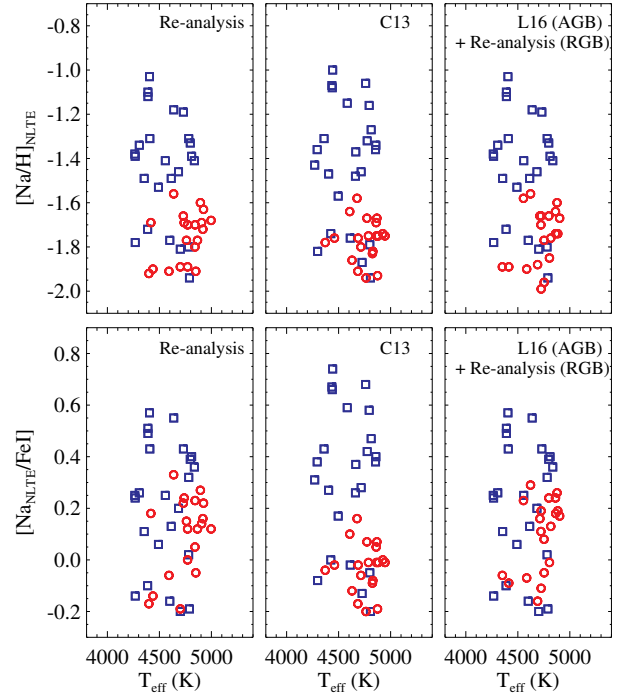 Re-analysis
C13
L16 (AGB)
+ Re-analysis (RGB)
[Na/H]NLTE
-0.8
-1.0
-1.2
-1.4
-1.6
-1.8
-2.0
Re-analysis
C13
L16 (AGB)
+ Re-analysis (RGB)
[NaNLTE/FeI]
0.8
0.6
0.4
0.2
0.0
-0.2
4000 4500 5000
4000 4500 5000
4000 4500 5000
Teff (K)
Teff (K)
Teff (K)